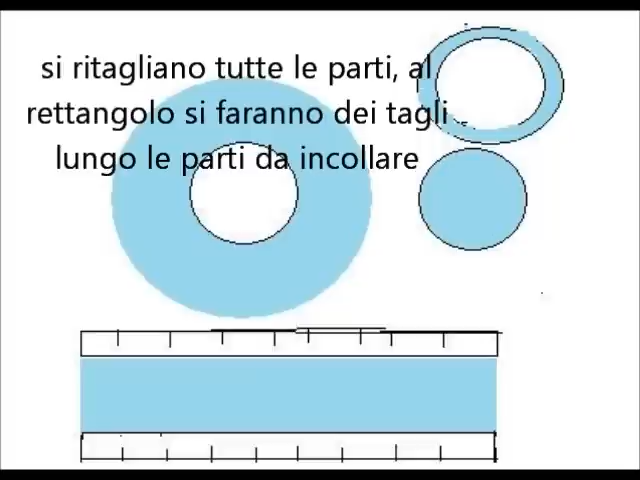 si ritagliano tutte le parti, al
rettangolo si faranno dei tagli
lungo le parti da incollare